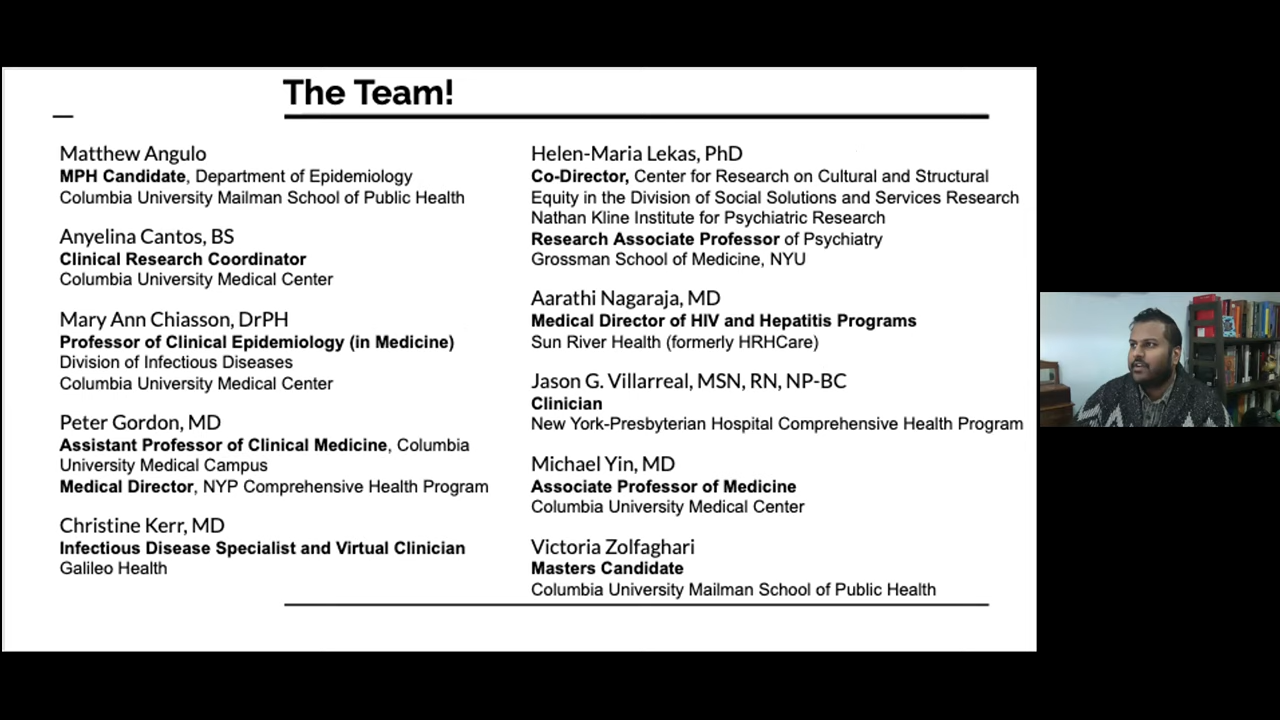 The Team!
Matthew Angulo
MPH Candidate, Department of Epidemiology
Columbia University Mailman School of Public Health
Anyelina Cantos, BS
Clinical Research Coordinator
Columbia University Medical Center
Mary Ann Chiasson, DrPH
Professor of Clinical Epidemiology (in Medicine)
Division of Infectious Diseases
Columbia University Medical Center
Peter Gordon, MD
Assistant Professor of Clinical Medicine, Columbia
University Medical Campus
Medical Director, NYP Comprehensive Health Program
Christine Kerr, MD
Infectious Disease Specialist and Virtual Clinician
Galileo Health
Helen-Maria Lekas, PhD
Co-Director, Center for Research on Cultural and Structural
Equity in the Division of Social Solutions and Services Research
Nathan Kline Institute for Psychiatric Research
Research Associate Professor of Psychiatry
Grossman School of Medicine, NYU
Aarathi Nagaraja, MD
Medical Director of HIV and Hepatitis Programs
Sun River Health (formerly HRHCare)
Jason G. Villarreal, MSN, RN, NP-BC
Clinician
New York-Presbyterian Hospital Comprehensive Health Program
Michael Yin, MD
Associate Professor of Medicine
Columbia University Medical Center
Victoria Zolfaghari
Masters Candidate
Columbia University Mailman School of Public Health